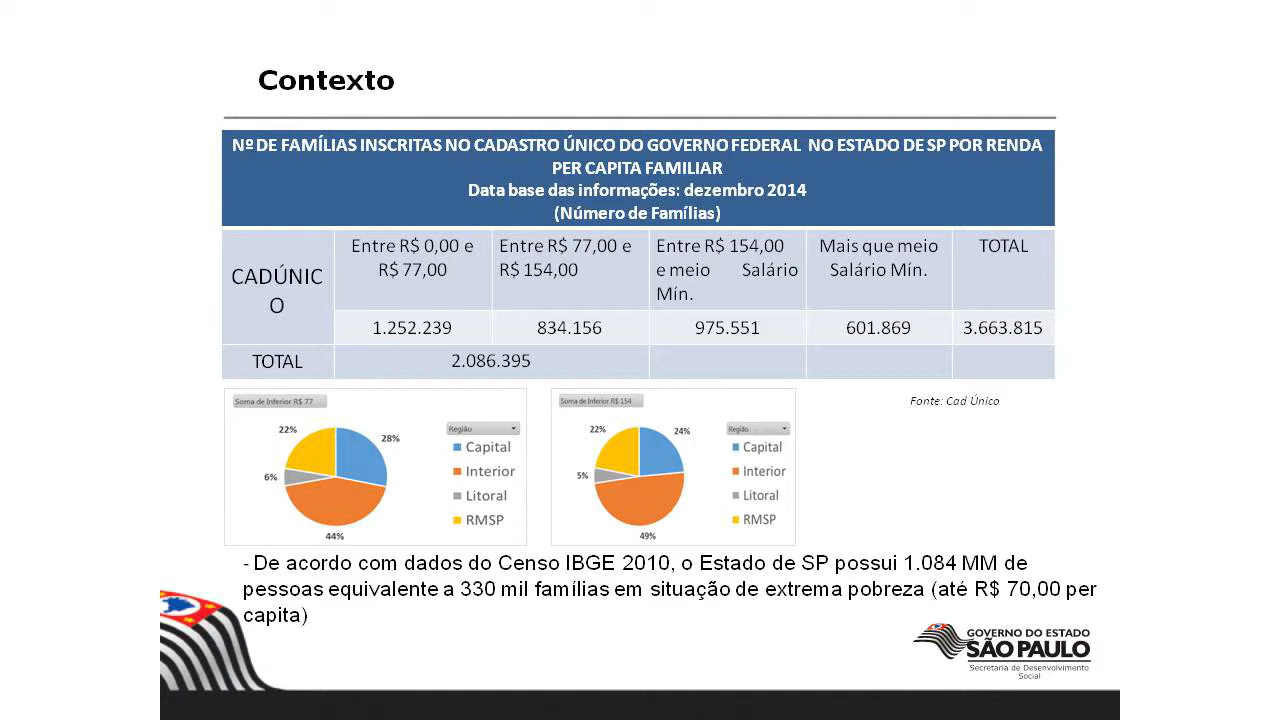 Contexto
Nº DE FAMÍLIAS INSCRITAS NO CADASTRO ÚNICO DO GOVERNO FEDERAL NO ESTADO DE SP POR RENDA
PER CAPITA FAMILIAR
Data base das informações: dezembro 2014
(Número de Famílias)
CADÚNIC
O
Entre R$ 0,00 e
R$ 77,00
Entre R$ 77,00 e
R$ 154,00
Entre R$ 154,00
e meio Salário
Mín.
Mais que meio
Salário Mín.
TOTAL
1.252.239
834.156
975.551
601.869
3.663.815
TOTAL
2.086.395
Soma de Inferior R$ 77
22%
28%
6%
44%
Região
Capital
Interior
Litoral
RMSP
Soma de Inferior R$ 154
22%
24%
5%
49%
Região
Capital
Interior
Litoral
RMSP
Fonte: Cad Único
- De acordo com dados do Censo IBGE 2010, o Estado de SP possui 1.084 MM de
pessoas equivalente a 330 mil famílias em situação de extrema pobreza (até R$ 70,00 per
capita)
GOVERNO DO ESTADO
SÃO PAULO
Secretaria de Desenvolvimento
Social